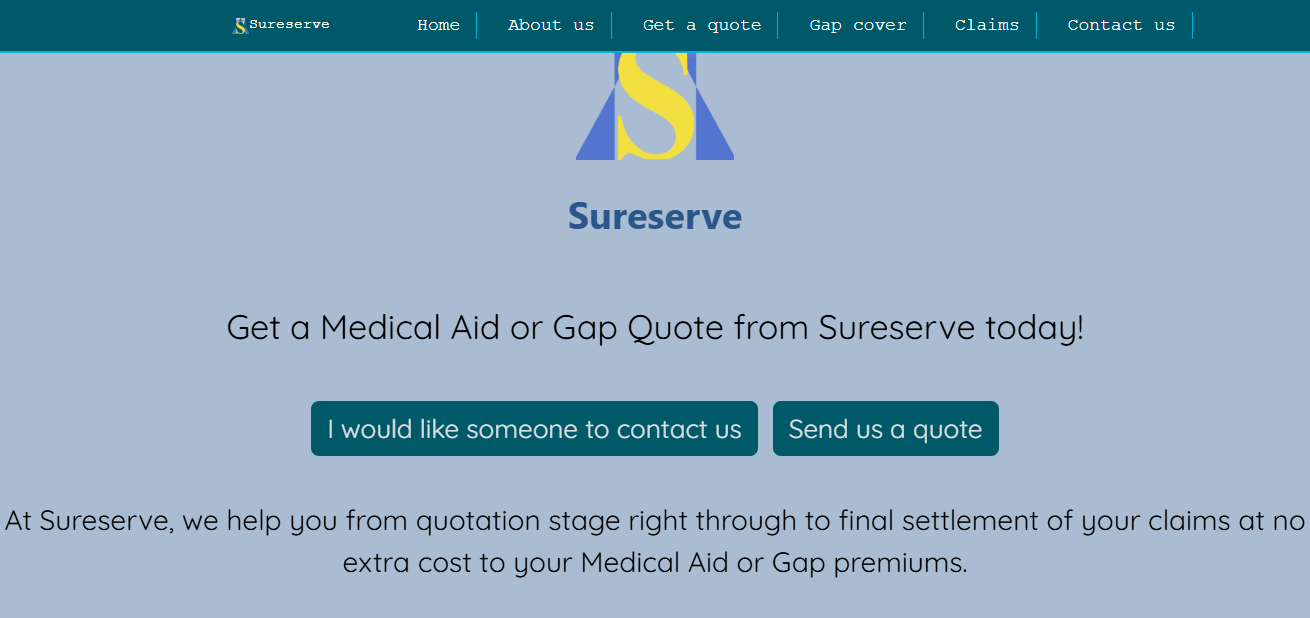 Sureserve Home About us Get a quote Gap cover Claims Contact us
S
Sureserve
Get a Medical Aid or Gap Quote from Sureserve today!
I would like someone to contact us Send us a quote
At Sureserve, we help you from quotation stage right through to final settlement of your claims at no
extra cost to your Medical Aid or Gap premiums.